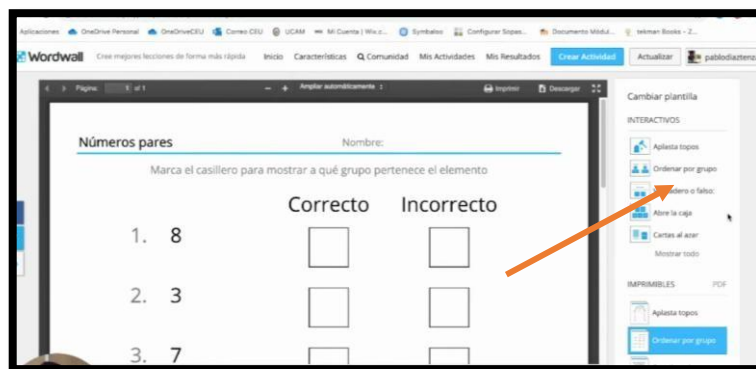 Aplicaciones OneDrive Personal OneDriveCEU Correo CEU UCAM Mi Cuenta | Wix.c... Symbaloo Configurar Sopas... Documento Módul... tekman Books - Z...
Wordwall Cree mejores lecciones de forma más rápida Inicio Características Comunidad Mis Actividades Mis Resultados Crear Actividad Actualizar pablodiaztenza
Página: 1 of 1 Ampliar automáticamente Imprimir Descargar
Cambiar plantilla
INTERACTIVOS
Aplasta topos
Ordenar por grupo
dero o falso:
Abre la caja
Cartas al azar
Mostrar todo
IMPRIMIBLES PDF
Aplasta topos
Ordenar por grupo
Números pares Nombre:
Marca el casillero para mostrar a qué grupo pertenece el elemento
Correcto Incorrecto
1. 8
2. 3
3. 7